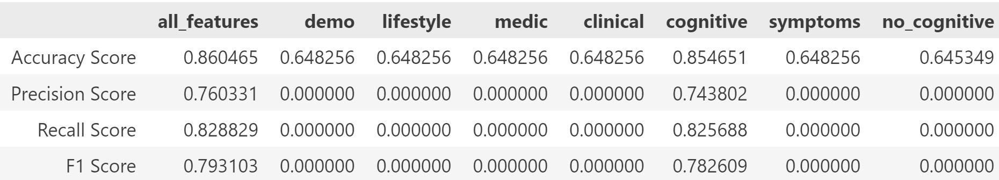 all_features demo lifestyle medic clinical cognitive symptoms no_cognitive
Accuracy Score 0.860465 0.648256 0.648256 0.648256 0.648256 0.854651 0.648256 0.645349
Precision Score 0.760331 0.000000 0.000000 0.000000 0.000000 0.743802 0.000000 0.000000
Recall Score 0.828829 0.000000 0.000000 0.000000 0.000000 0.825688 0.000000 0.000000
F1 Score 0.793103 0.000000 0.000000 0.000000 0.000000 0.782609 0.000000 0.000000